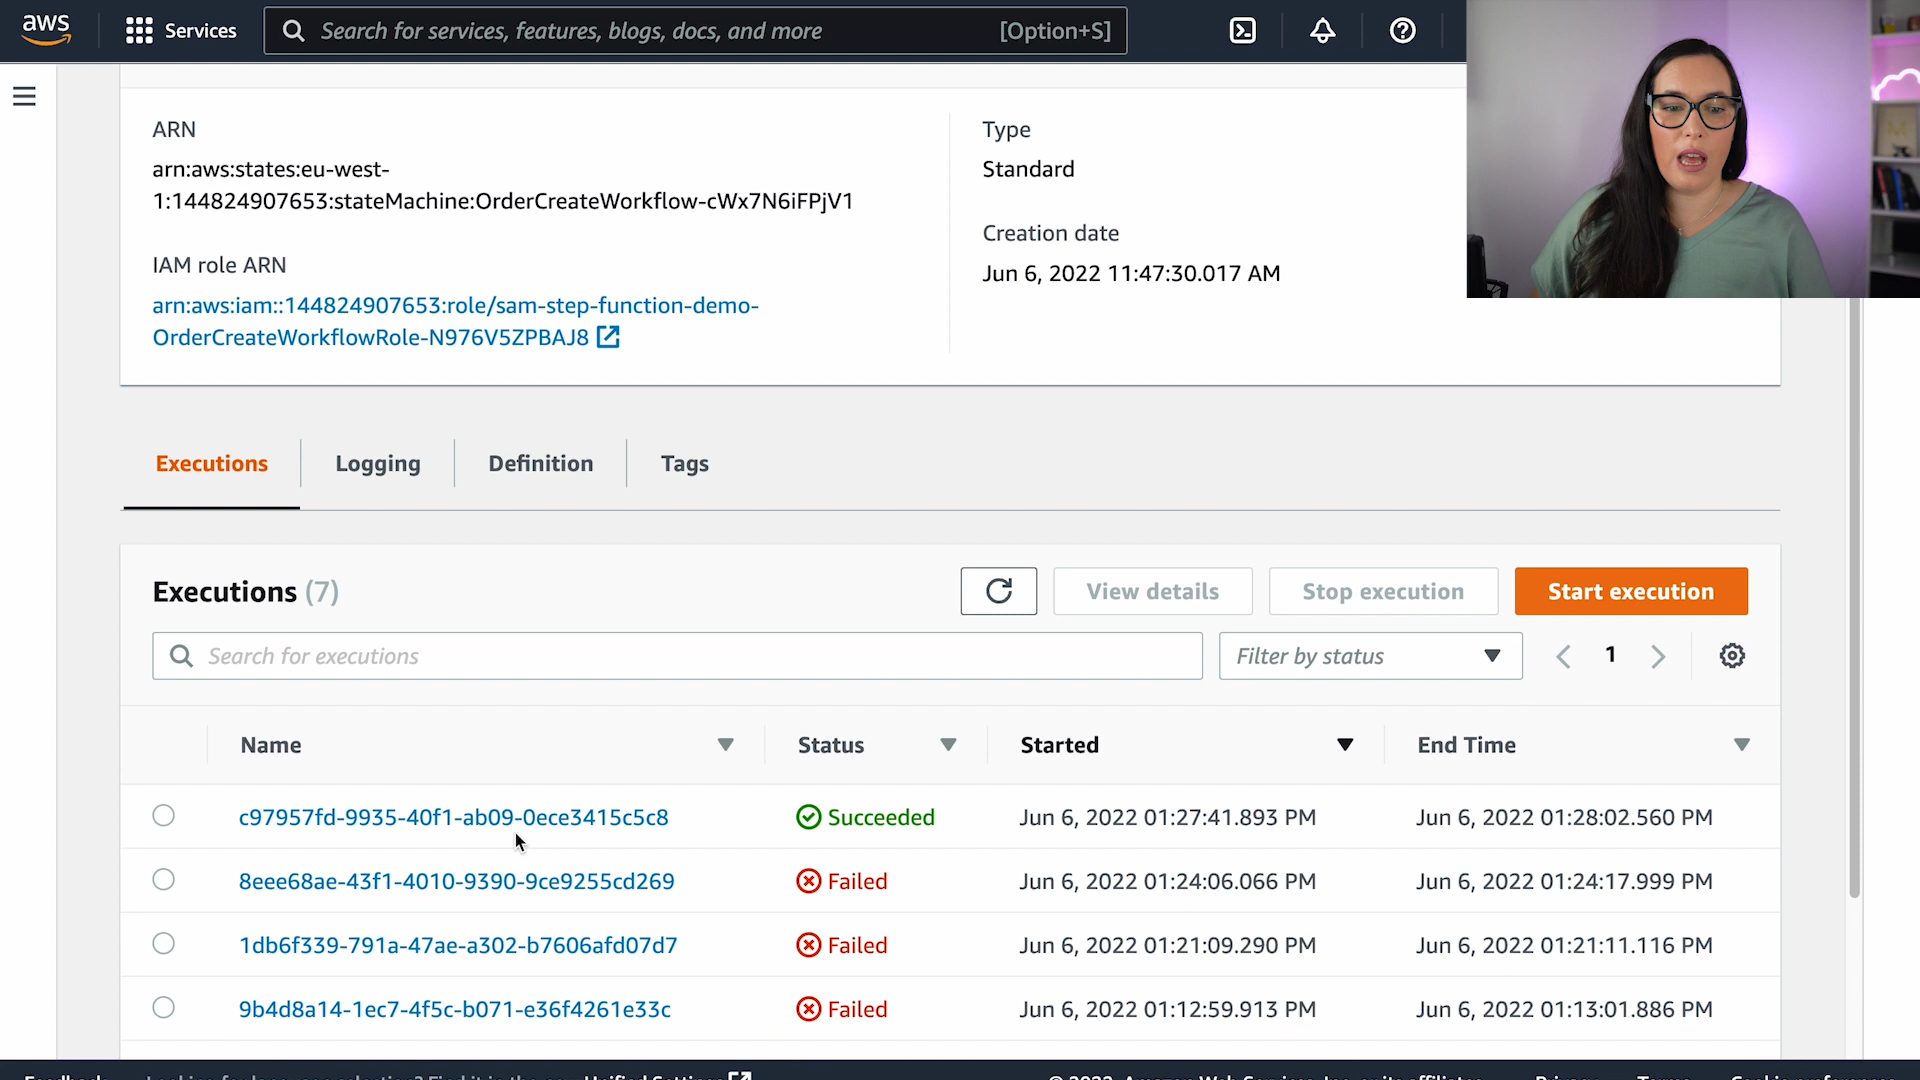 aws
Services
Search for services, features, blogs, docs, and more
[Option+S]
ARN
arn:aws:states:eu-west-
1:144824907653:stateMachine:OrderCreateWorkflow-cWx7N6iFPjV1
IAM role ARN
arn:aws:iam::144824907653:role/sam-step-function-demo-
OrderCreateWorkflowRole-N976V5ZPBAJ8
Type
Standard
Creation date
Jun 6, 2022 11:47:30.017 AM
Executions Logging Definition Tags
Executions (7)
View details
Stop execution
Start execution
Search for executions
Filter by status
1
Name Status Started End Time
c97957fd-9935-40f1-ab09-0ece3415c5c8 Succeeded Jun 6, 2022 01:27:41.893 PM Jun 6, 2022 01:28:02.560 PM
8eee68ae-43f1-4010-9390-9ce9255cd269 Failed Jun 6, 2022 01:24:06.066 PM Jun 6, 2022 01:24:17.999 PM
1db6f339-791a-47ae-a302-b7606afd07d7 Failed Jun 6, 2022 01:21:09.290 PM Jun 6, 2022 01:21:11.116 PM
9b4d8a14-1ec7-4f5c-b071-e36f4261e33c Failed Jun 6, 2022 01:12:59.913 PM Jun 6, 2022 01:13:01.886 PM